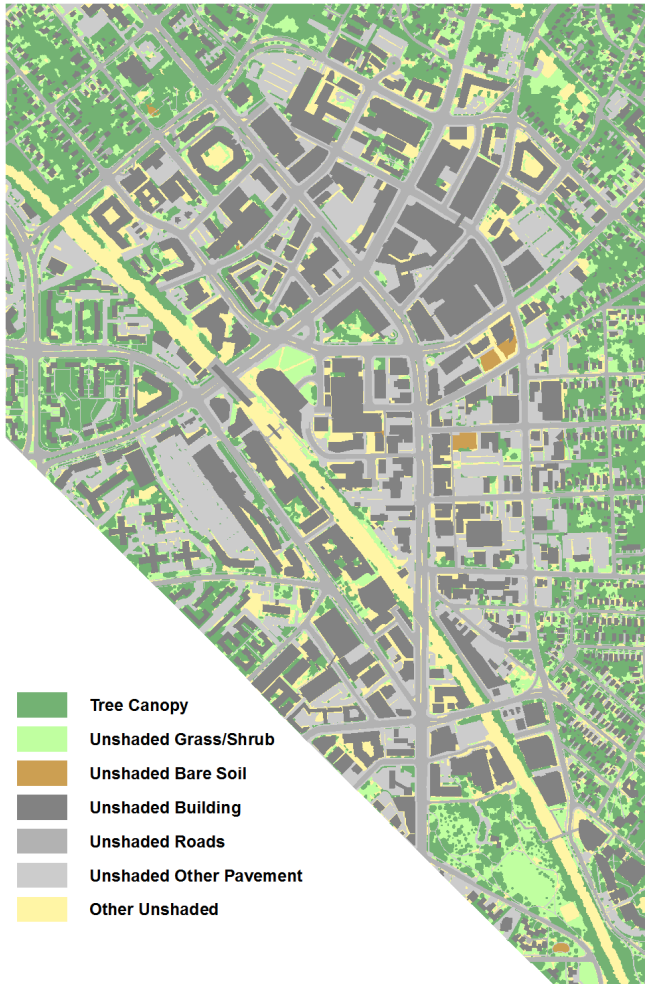 Tree Canopy
Unshaded Grass/Shrub
Unshaded Bare Soil
Unshaded Building
Unshaded Roads
Unshaded Other Pavement
Other Unshaded